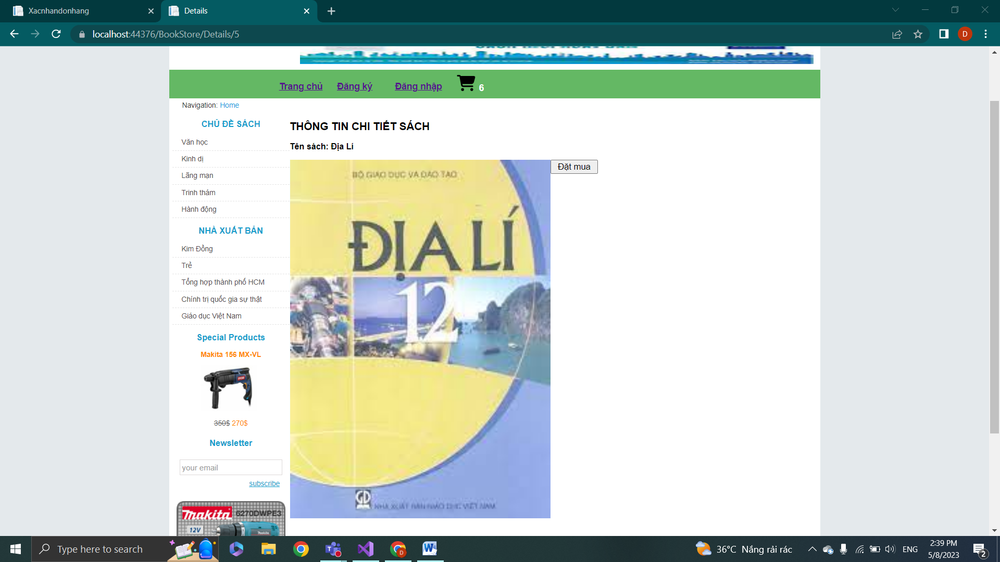 Xacnhandonhang
Details
localhost:44376/BookStore/Details/5
D
Trang chủ Đăng ký Đăng nhập 6
Navigation: Home
CHỦ ĐỀ SÁCH
Văn học
Kinh dị
Lãng mạn
Trinh thám
Hành động
NHÀ XUẤT BẢN
Kim Đồng
Trẻ
Tổng hợp thành phố HCM
Chính trị quốc gia sự thật
Giáo dục Việt Nam
Special Products
Makita 156 MX-VL
350$ 270$
Newsletter
your email
subscribe
Makita 6270DWPE3
12V
THÔNG TIN CHI TIẾT SÁCH
Tên sách: Địa Lí
BỘ GIÁO DỤC VÀ ĐÀO TẠO
ĐỊA LÍ
12
GD
NHÀ XUẤT BẢN GIÁO DỤC VIỆT NAM
Đặt mua
Type here to search
36°C Nắng rải rác
ENG
2:39 PM
5/8/2023
2